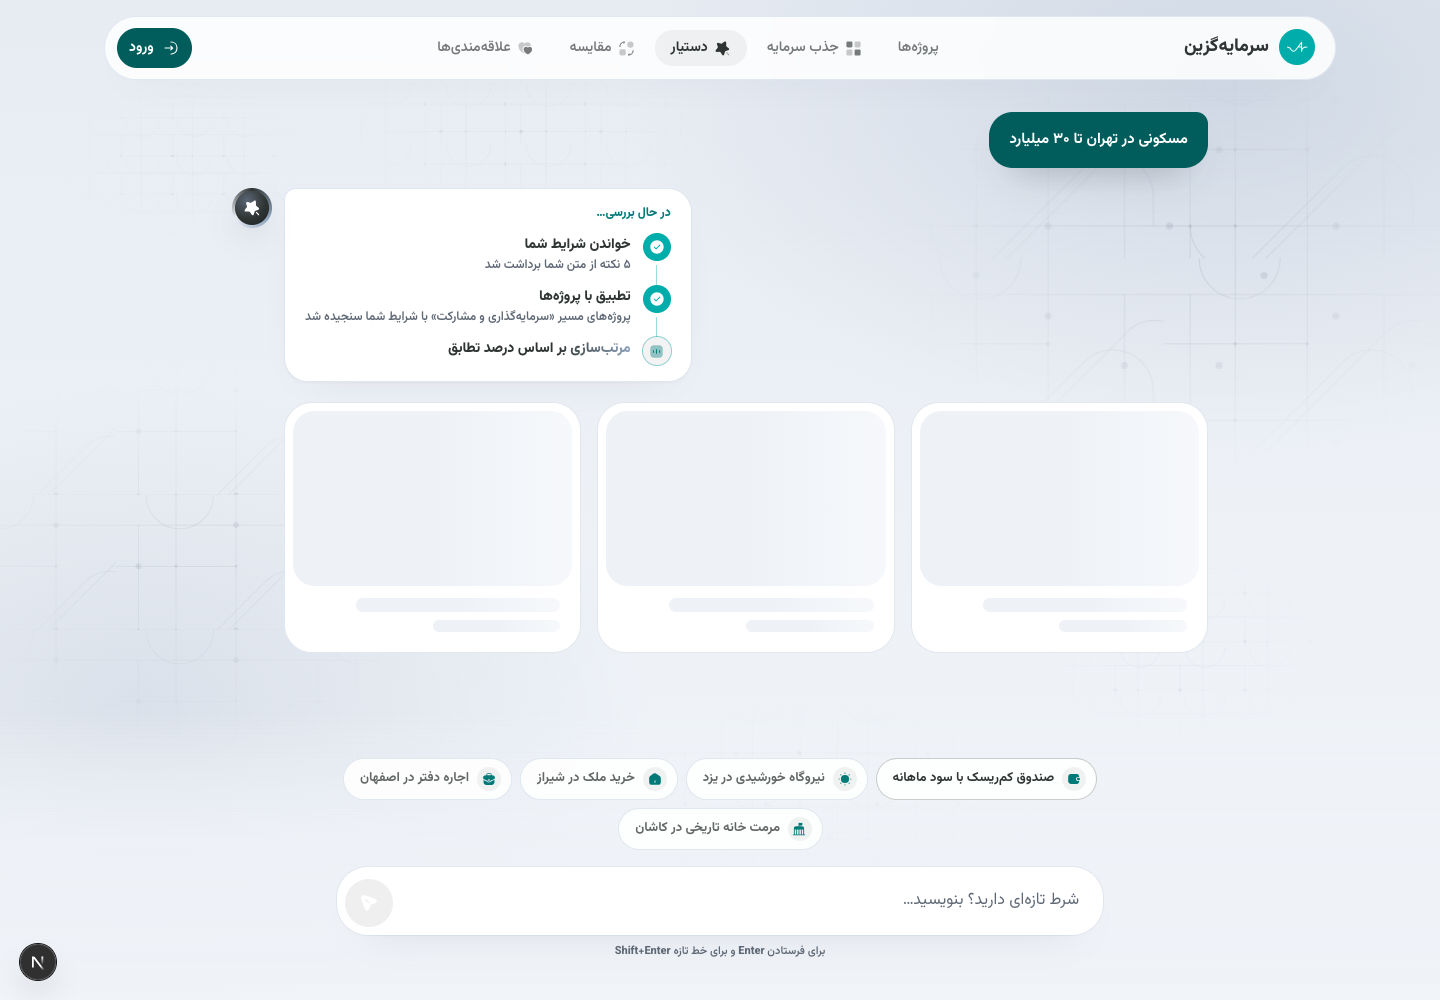 سرمایه‌گزین
پروژه‌ها
جذب سرمایه
دستیار
مقایسه
علاقه‌مندی‌ها
ورود
مسکونی در تهران تا ۳۰ میلیارد
در حال بررسی...
خواندن شرایط شما
۵ نکته از متن شما برداشت شد
تطبیق با پروژه‌ها
پروژه‌های مسیر «سرمایه‌گذاری و مشارکت» با شرایط شما سنجیده شد
مرتب‌سازی بر اساس درصد تطابق
صندوق کم‌ریسک با سود ماهانه
نیروگاه خورشیدی در یزد
خرید ملک در شیراز
اجاره دفتر در اصفهان
مرمت خانه تاریخی در کاشان
شرط تازه‌ای دارید؟ بنویسید...
برای فرستادن Enter و برای خط تازه Shift+Enter
N